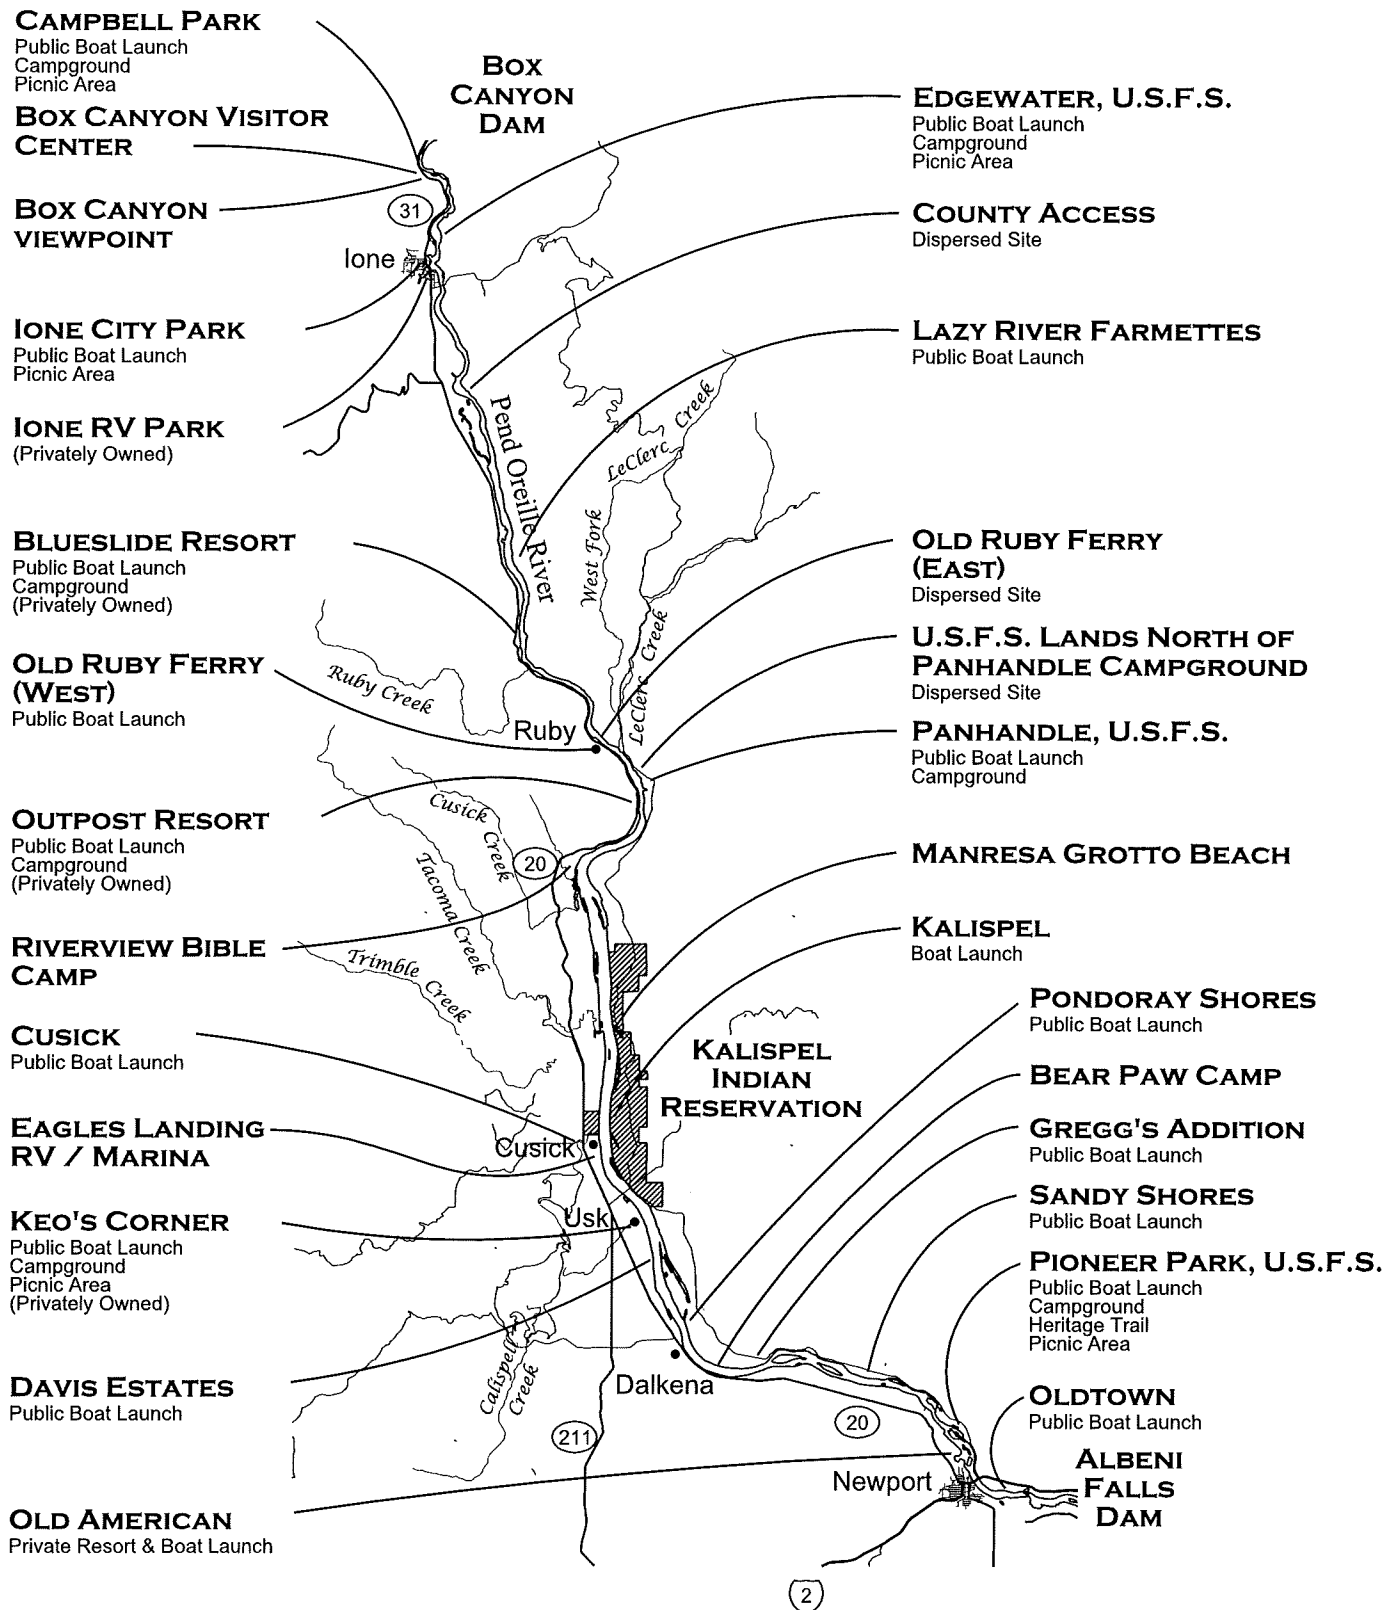 CAMPBELL PARK
Public Boat Launch
Campground
Picnic Area
BOX CANYON VISITOR
CENTER
BOX CANYON
VIEWPOINT
IONE CITY PARK
Public Boat Launch
Picnic Area
IONE RV PARK
(Privately Owned)
BLUESLIDE RESORT
Public Boat Launch
Campground
(Privately Owned)
OLD RUBY FERRY
(WEST)
Public Boat Launch
OUTPOST RESORT
Public Boat Launch
Campground
(Privately Owned)
RIVERVIEW BIBLE
CAMP
CUSICK
Public Boat Launch
EAGLES LANDING
RV / MARINA
KEO'S CORNER
Public Boat Launch
Campground
Picnic Area
(Privately Owned)
DAVIS ESTATES
Public Boat Launch
OLD AMERICAN
Private Resort & Boat Launch
BOX
CANYON
DAM
31
Ione
Pend Oreille River
LeClerc Creek
West Fork
LeClerc Creek
Ruby Creek
Ruby
Cusick Creek
20
Tacoma Creek
Trimble Creek
KALISPEL
INDIAN
RESERVATION
Cusick
Usk
Calispell Creek
Dalkena
211
20
Newport
2
EDGEWATER, U.S.F.S.
Public Boat Launch
Campground
Picnic Area
COUNTY ACCESS
Dispersed Site
LAZY RIVER FARMETTES
Public Boat Launch
OLD RUBY FERRY
(EAST)
Dispersed Site
U.S.F.S. LANDS NORTH OF
PANHANDLE CAMPGROUND
Dispersed Site
PANHANDLE, U.S.F.S.
Public Boat Launch
Campground
MANRESA GROTTO BEACH
KALISPEL
Boat Launch
PONDORAY SHORES
Public Boat Launch
BEAR PAW CAMP
GREGG'S ADDITION
Public Boat Launch
SANDY SHORES
Public Boat Launch
PIONEER PARK, U.S.F.S.
Public Boat Launch
Campground
Heritage Trail
Picnic Area
OLDTOWN
Public Boat Launch
ALBENI
FALLS
DAM